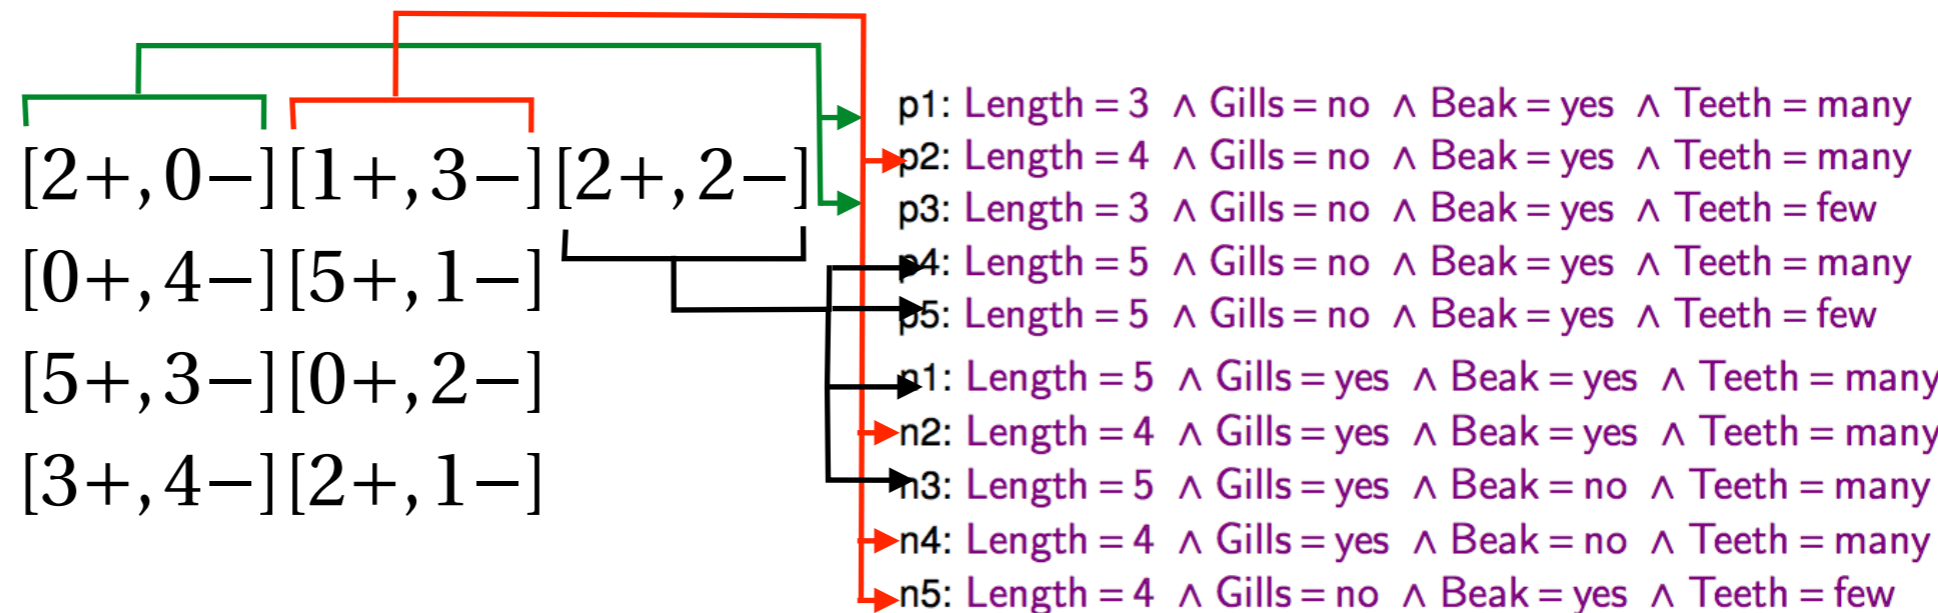 [2+, 0−][1+, 3−][2+, 2−]
[0+, 4−][5+, 1−]
[5+, 3−][0+, 2−]
[3+, 4−][2+, 1−]
p1: Length = 3 ∧ Gills = no ∧ Beak = yes ∧ Teeth = many
p2: Length = 4 ∧ Gills = no ∧ Beak = yes ∧ Teeth = many
p3: Length = 3 ∧ Gills = no ∧ Beak = yes ∧ Teeth = few
p4: Length = 5 ∧ Gills = no ∧ Beak = yes ∧ Teeth = many
p5: Length = 5 ∧ Gills = no ∧ Beak = yes ∧ Teeth = few
n1: Length = 5 ∧ Gills = yes ∧ Beak = yes ∧ Teeth = many
n2: Length = 4 ∧ Gills = yes ∧ Beak = yes ∧ Teeth = many
n3: Length = 5 ∧ Gills = yes ∧ Beak = no ∧ Teeth = many
n4: Length = 4 ∧ Gills = yes ∧ Beak = no ∧ Teeth = many
n5: Length = 4 ∧ Gills = no ∧ Beak = yes ∧ Teeth = few